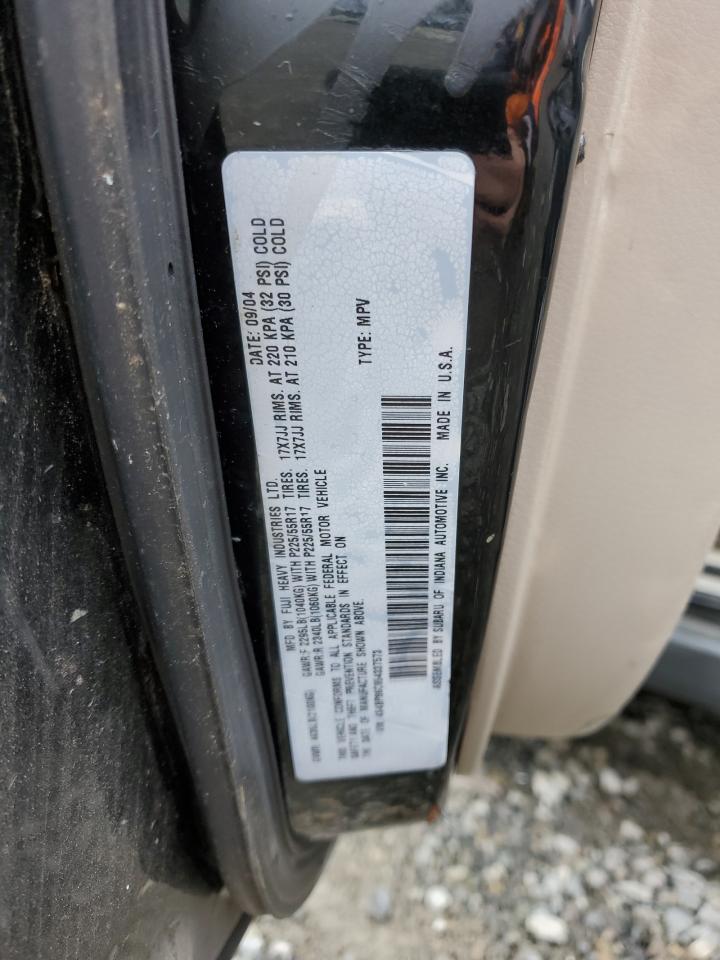 MFD BY FUJI HEAVY INDUSTRIES LTD. DATE: 09/04
GAWR:F 2295LB(1040KG) WITH P225/55R17 TIRES. 17X7JJ RIMS. AT 220 KPA (32 PSI) COLD
GAWR:R 2340LB(1060KG) WITH P225/55R17 TIRES. 17X7JJ RIMS. AT 210 KPA (30 PSI) COLD
THIS VEHICLE CONFORMS TO ALL APPLICABLE FEDERAL MOTOR VEHICLE
SAFETY AND THEFT PREVENTION STANDARDS IN EFFECT ON
THE DATE OF MANUFACTURE SHOWN ABOVE.
VIN: TYPE: MPV
ASSEMBLED BY SUBARU OF INDIANA AUTOMOTIVE INC. MADE IN U.S.A.